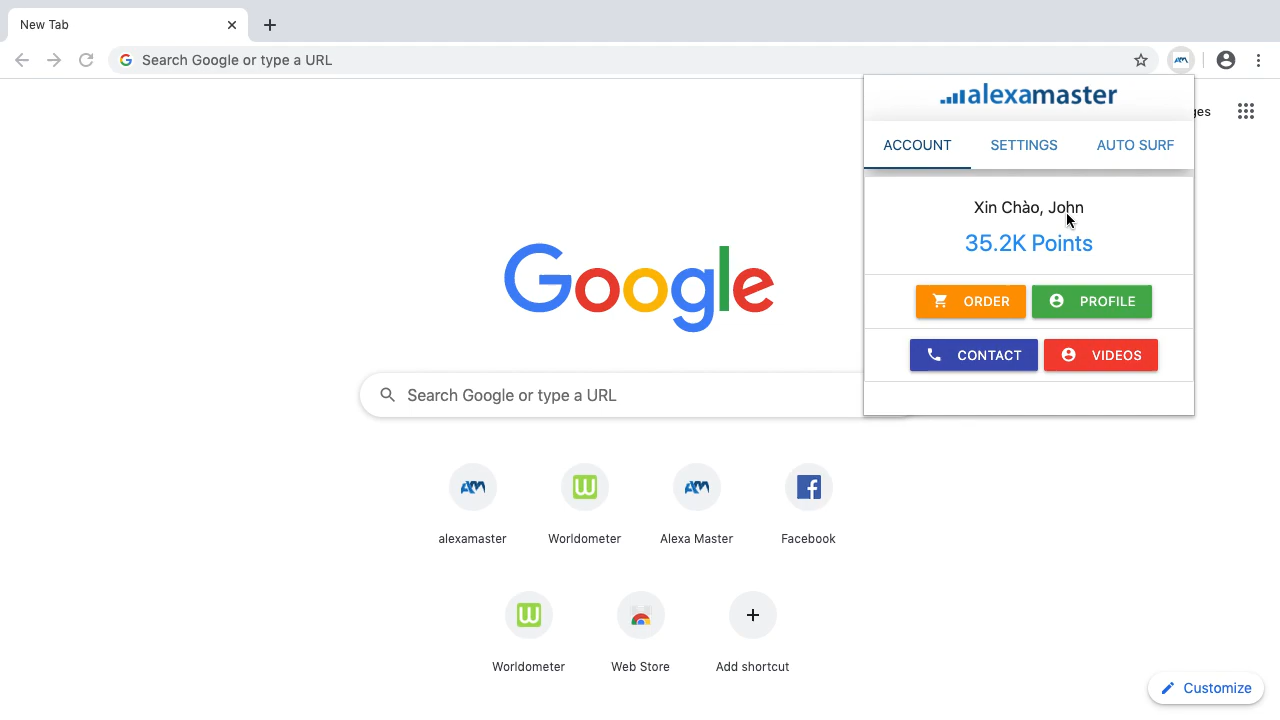 New Tab
Search Google or type a URL
alexamaster
ACCOUNT SETTINGS AUTO SURF
Xin Chào, John
35.2K Points
ORDER PROFILE
CONTACT VIDEOS
Google
Search Google or type a URL
alexamaster Worldometer Alexa Master Facebook
Worldometer Web Store Add shortcut
Customize